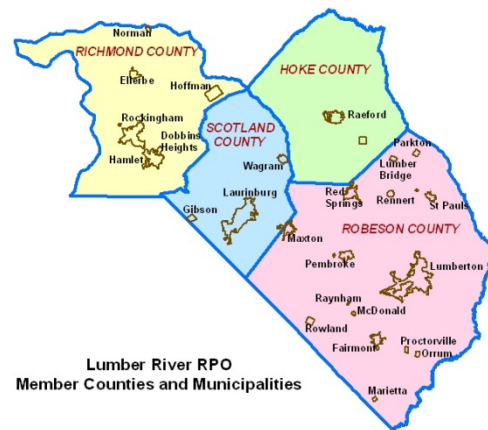 Norman
RICHMOND COUNTY
Ellerbe
Hoffman
HOKE COUNTY
Rockingham
Raeford
Dobbins
Heights
SCOTLAND
COUNTY
Parkton
Hamlet
Lumber
Bridge
Wagram
Laurinburg
Red
Springs
Rennert
St Pauls
Gibson
Maxton
ROBESON COUNTY
Pembroke
Lumberton
Raynham
McDonald
Rowland
Fairmont
Proctorville
Orrum
Lumber River RPO
Member Counties and Municipalities
Marietta